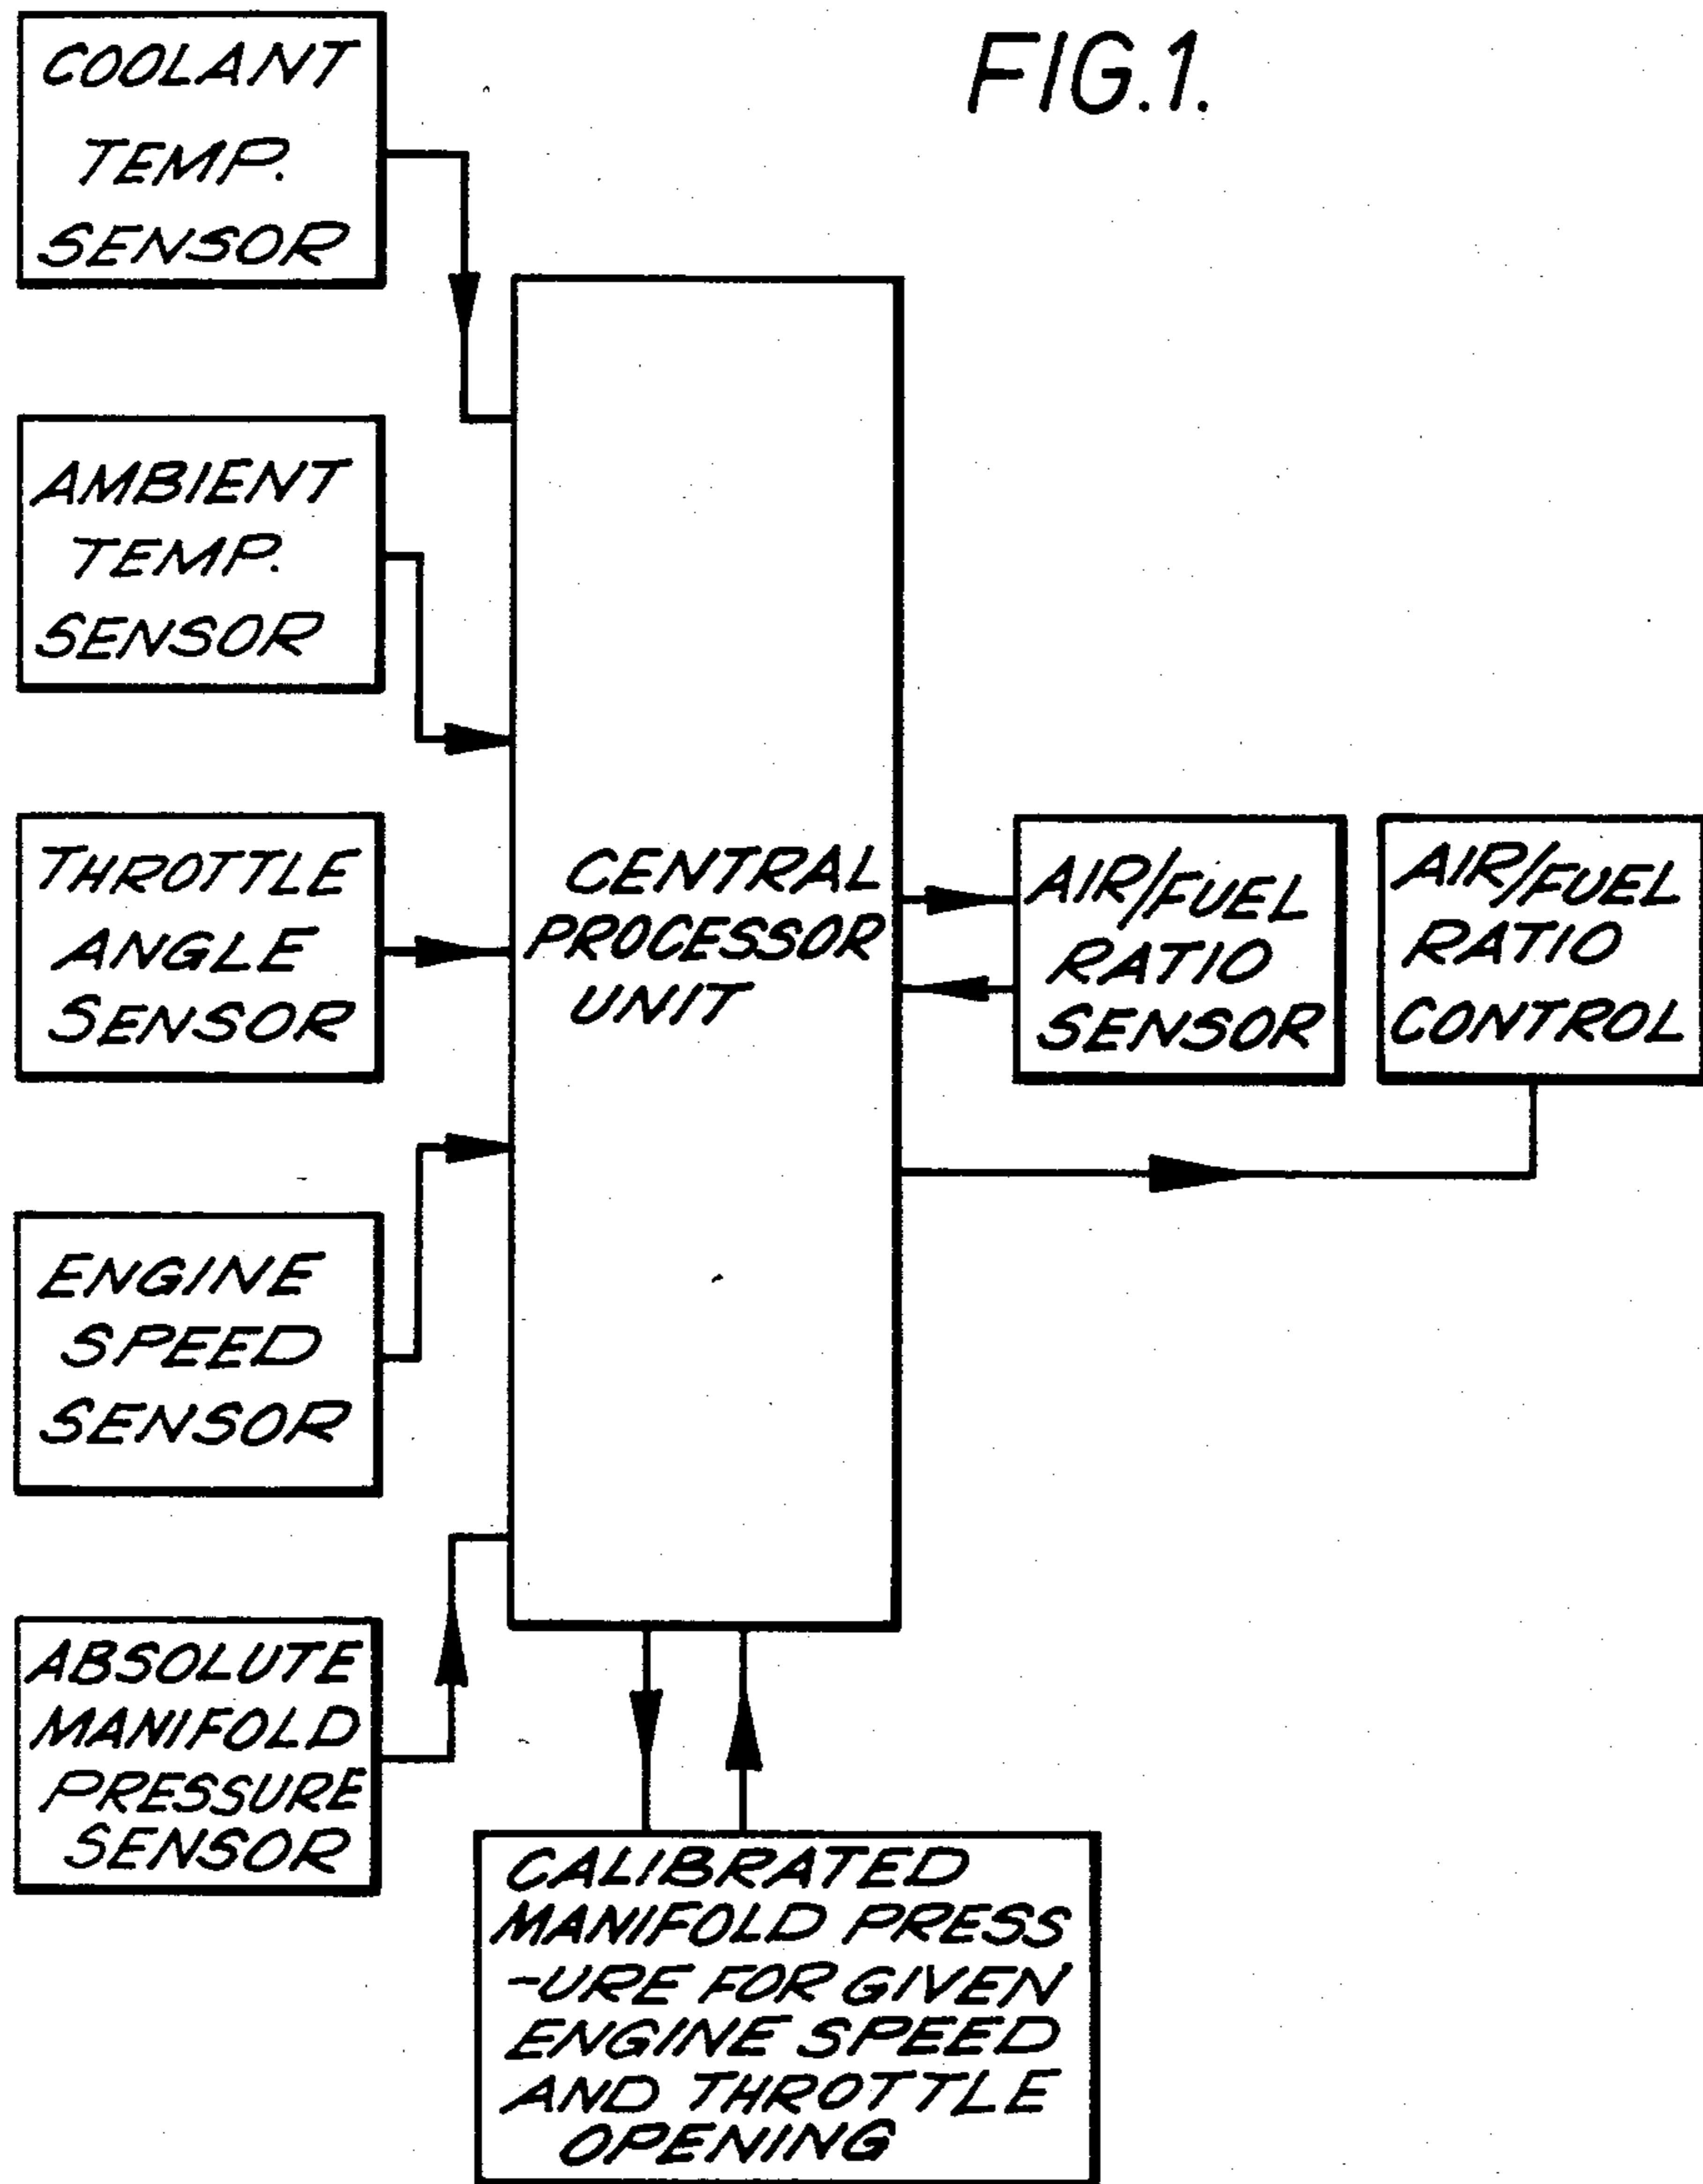 FIG.1.
COOLANT
TEMP.
SENSOR
AMBIENT
TEMP.
SENSOR
THROTTLE
ANGLE
SENSOR
ENGINE
SPEED
SENSOR
ABSOLUTE
MANIFOLD
PRESSURE
SENSOR
CENTRAL
PROCESSOR
UNIT
AIR/FUEL
RATIO
SENSOR
AIR/FUEL
RATIO
CONTROL
CALIBRATED
MANIFOLD PRESS
-URE FOR GIVEN
ENGINE SPEED
AND THROTTLE
OPENING